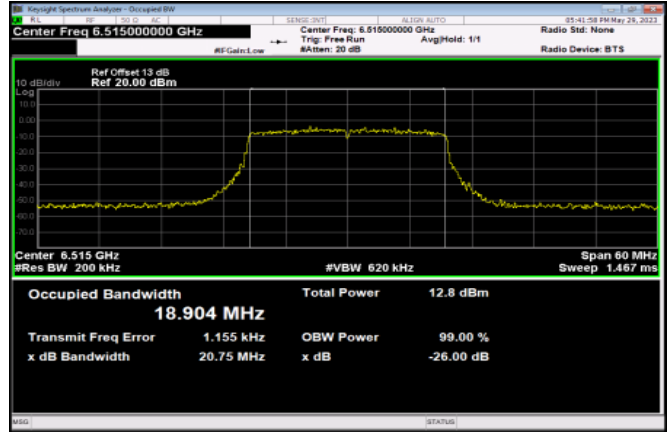 Keysight Spectrum Analyzer - Occupied BW
RL RF 50 Ω AC SENSE:INT ALIGN AUTO 05:41:58 PM May 29, 2023
Center Freq 6.515000000 GHz Center Freq: 6.515000000 GHz Radio Std: None
Trig: Free Run Avg|Hold: 1/1
#IFGain:Low #Atten: 20 dB Radio Device: BTS
Ref Offset 13 dB
10 dB/div Ref 20.00 dBm
Log
10.0
0.00
-10.0
-20.0
-30.0
-40.0
-50.0
-60.0
-70.0
Center 6.515 GHz Span 60 MHz
#Res BW 200 kHz #VBW 620 kHz Sweep 1.467 ms
Occupied Bandwidth Total Power 12.8 dBm
18.904 MHz
Transmit Freq Error 1.155 kHz OBW Power 99.00 %
x dB Bandwidth 20.75 MHz x dB -26.00 dB
MSG STATUS